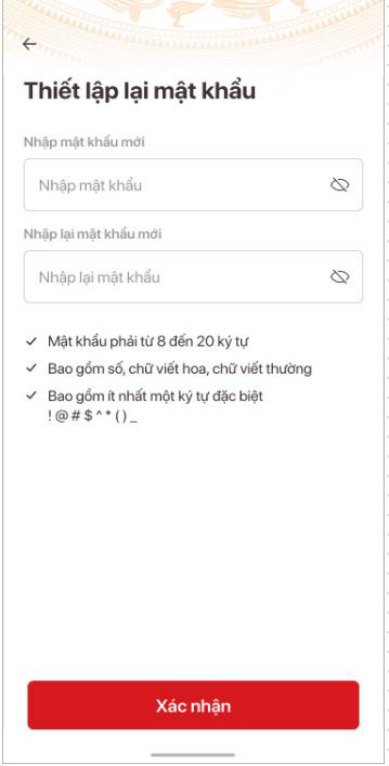 Thiết lập lại mật khẩu
Nhập mật khẩu mới
Nhập mật khẩu
Nhập lại mật khẩu mới
Nhập lại mật khẩu
Mật khẩu phải từ 8 đến 20 ký tự
Bao gồm số, chữ viết hoa, chữ viết thường
Bao gồm ít nhất một ký tự đặc biệt
! @ # $ ^ * ( ) _
Xác nhận